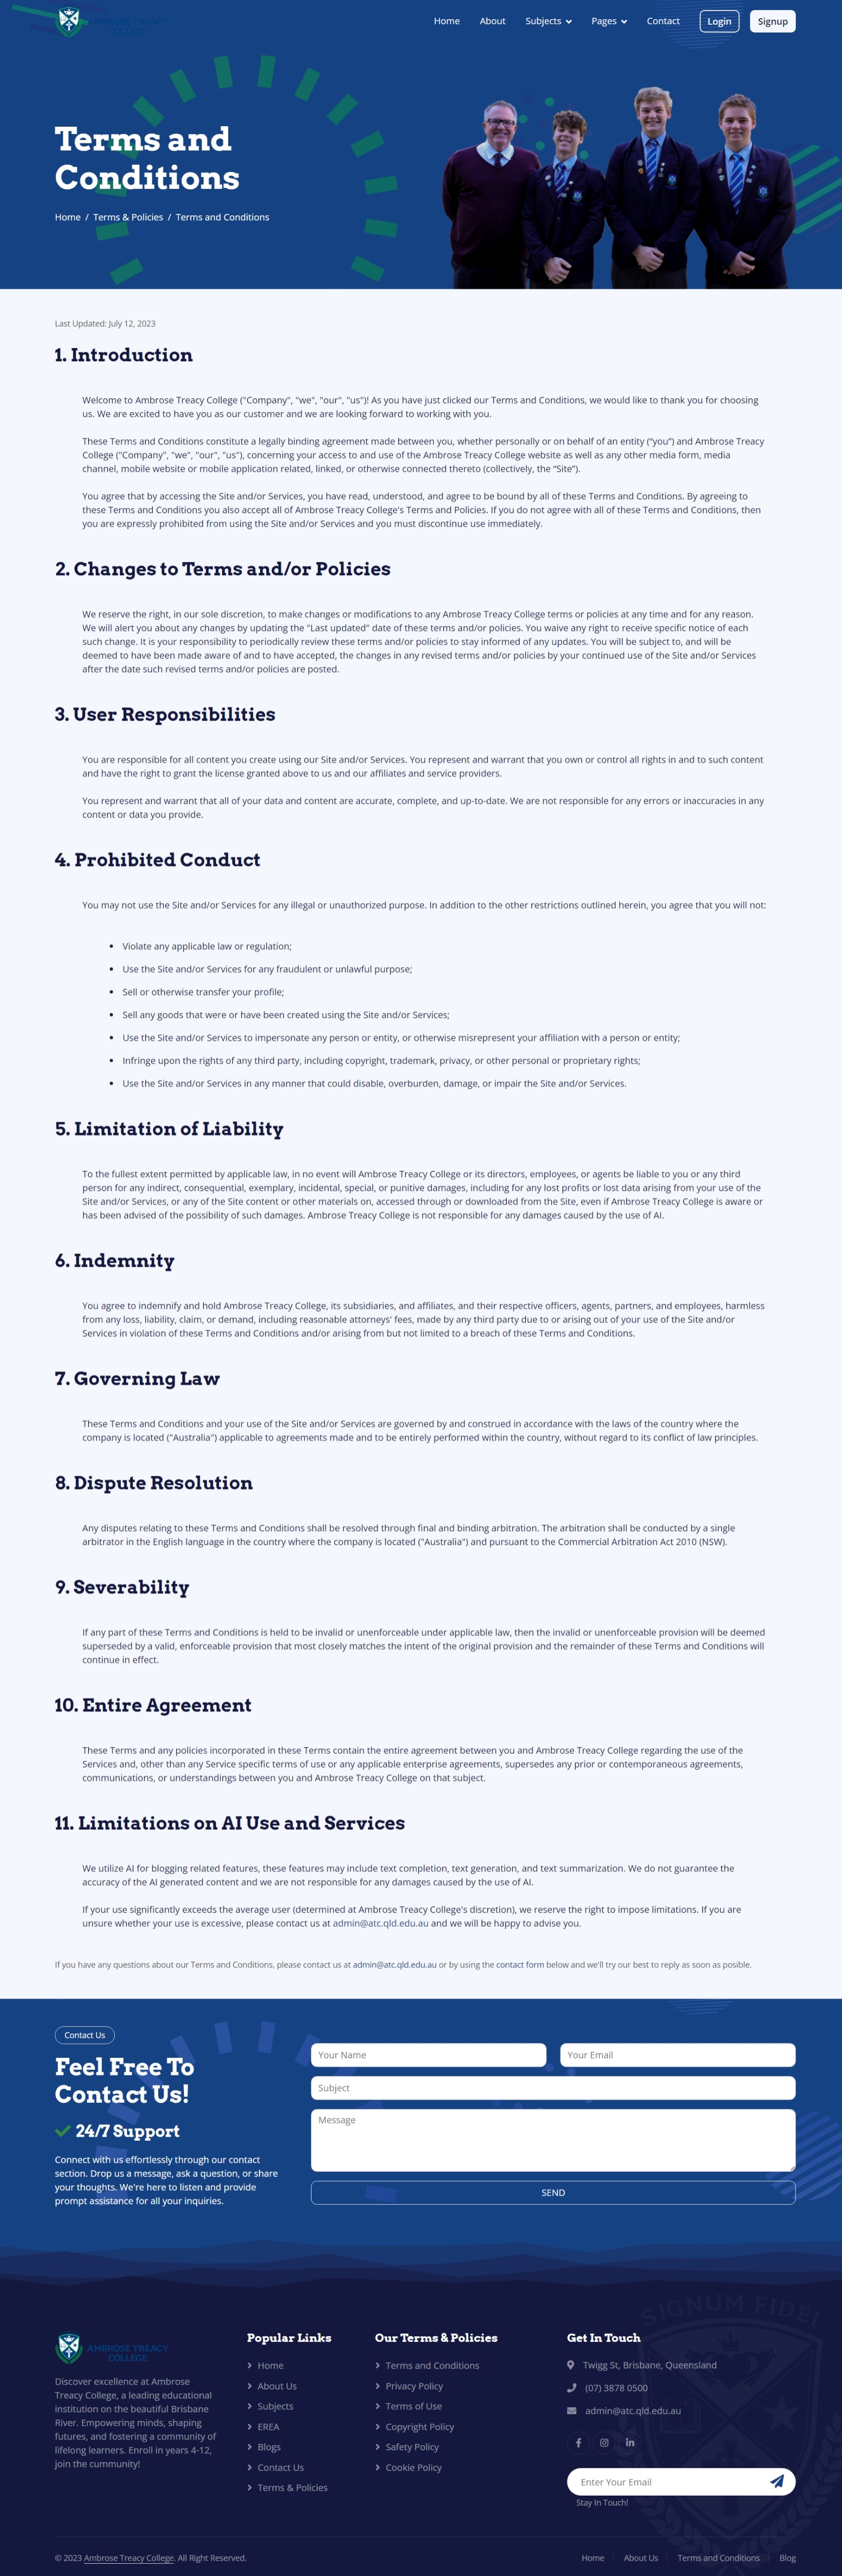 AMBROSE TREACY
COLLEGE
Home About Subjects Pages Contact Login Signup
Terms and
Conditions
Home / Terms & Policies / Terms and Conditions
Last Updated: July 12, 2023
1. Introduction
Welcome to Ambrose Treacy College ("Company", "we", "our", "us")! As you have just clicked our Terms and Conditions, we would like to thank you for choosing
us. We are excited to have you as our customer and we are looking forward to working with you.
These Terms and Conditions constitute a legally binding agreement made between you, whether personally or on behalf of an entity (“you”) and Ambrose Treacy
College ("Company", "we", "our", "us"), concerning your access to and use of the Ambrose Treacy College website as well as any other media form, media
channel, mobile website or mobile application related, linked, or otherwise connected thereto (collectively, the “Site”).
You agree that by accessing the Site and/or Services, you have read, understood, and agree to be bound by all of these Terms and Conditions. By agreeing to
these Terms and Conditions you also accept all of Ambrose Treacy College's Terms and Policies. If you do not agree with all of these Terms and Conditions, then
you are expressly prohibited from using the Site and/or Services and you must discontinue use immediately.
2. Changes to Terms and/or Policies
We reserve the right, in our sole discretion, to make changes or modifications to any Ambrose Treacy College terms or policies at any time and for any reason.
We will alert you about any changes by updating the "Last updated" date of these terms and/or policies. You waive any right to receive specific notice of each
such change. It is your responsibility to periodically review these terms and/or policies to stay informed of any updates. You will be subject to, and will be
deemed to have been made aware of and to have accepted, the changes in any revised terms and/or policies by your continued use of the Site and/or Services
after the date such revised terms and/or policies are posted.
3. User Responsibilities
You are responsible for all content you create using our Site and/or Services. You represent and warrant that you own or control all rights in and to such content
and have the right to grant the license granted above to us and our affiliates and service providers.
You represent and warrant that all of your data and content are accurate, complete, and up-to-date. We are not responsible for any errors or inaccuracies in any
content or data you provide.
4. Prohibited Conduct
You may not use the Site and/or Services for any illegal or unauthorized purpose. In addition to the other restrictions outlined herein, you agree that you will not:
• Violate any applicable law or regulation;
• Use the Site and/or Services for any fraudulent or unlawful purpose;
• Sell or otherwise transfer your profile;
• Sell any goods that were or have been created using the Site and/or Services;
• Use the Site and/or Services to impersonate any person or entity, or otherwise misrepresent your affiliation with a person or entity;
• Infringe upon the rights of any third party, including copyright, trademark, privacy, or other personal or proprietary rights;
• Use the Site and/or Services in any manner that could disable, overburden, damage, or impair the Site and/or Services.
5. Limitation of Liability
To the fullest extent permitted by applicable law, in no event will Ambrose Treacy College or its directors, employees, or agents be liable to you or any third
person for any indirect, consequential, exemplary, incidental, special, or punitive damages, including for any lost profits or lost data arising from your use of the
Site and/or Services, or any of the Site content or other materials on, accessed through or downloaded from the Site, even if Ambrose Treacy College is aware or
has been advised of the possibility of such damages. Ambrose Treacy College is not responsible for any damages caused by the use of AI.
6. Indemnity
You agree to indemnify and hold Ambrose Treacy College, its subsidiaries, and affiliates, and their respective officers, agents, partners, and employees, harmless
from any loss, liability, claim, or demand, including reasonable attorneys' fees, made by any third party due to or arising out of your use of the Site and/or
Services in violation of these Terms and Conditions and/or arising from but not limited to a breach of these Terms and Conditions.
7. Governing Law
These Terms and Conditions and your use of the Site and/or Services are governed by and construed in accordance with the laws of the country where the
company is located ("Australia") applicable to agreements made and to be entirely performed within the country, without regard to its conflict of law principles.
8. Dispute Resolution
Any disputes relating to these Terms and Conditions shall be resolved through final and binding arbitration. The arbitration shall be conducted by a single
arbitrator in the English language in the country where the company is located ("Australia") and pursuant to the Commercial Arbitration Act 2010 (NSW).
9. Severability
If any part of these Terms and Conditions is held to be invalid or unenforceable under applicable law, then the invalid or unenforceable provision will be deemed
superseded by a valid, enforceable provision that most closely matches the intent of the original provision and the remainder of these Terms and Conditions will
continue in effect.
10. Entire Agreement
These Terms and any policies incorporated in these Terms contain the entire agreement between you and Ambrose Treacy College regarding the use of the
Services and, other than any Service specific terms of use or any applicable enterprise agreements, supersedes any prior or contemporaneous agreements,
communications, or understandings between you and Ambrose Treacy College on that subject.
11. Limitations on AI Use and Services
We utilize AI for blogging related features, these features may include text completion, text generation, and text summarization. We do not guarantee the
accuracy of the AI generated content and we are not responsible for any damages caused by the use of AI.
If your use significantly exceeds the average user (determined at Ambrose Treacy College's discretion), we reserve the right to impose limitations. If you are
unsure whether your use is excessive, please contact us at admin@atc.qld.edu.au and we will be happy to advise you.
If you have any questions about our Terms and Conditions, please contact us at admin@atc.qld.edu.au or by using the contact form below and we'll try our best to reply as soon as posible.
Contact Us
Feel Free To
Contact Us!
24/7 Support
Connect with us effortlessly through our contact
section. Drop us a message, ask a question, or share
your thoughts. We're here to listen and provide
prompt assistance for all your inquiries.
Your Name Your Email
Subject
Message
SEND
SIGNUM FIDEI
AMBROSE TREACY
COLLEGE
Discover excellence at Ambrose
Treacy College, a leading educational
institution on the beautiful Brisbane
River. Empowering minds, shaping
futures, and fostering a community of
lifelong learners. Enroll in years 4-12,
join the cummunity!
Popular Links
Home
About Us
Subjects
EREA
Blogs
Contact Us
Terms & Policies
Our Terms & Policies
Terms and Conditions
Privacy Policy
Terms of Use
Copyright Policy
Safety Policy
Cookie Policy
Get In Touch
Twigg St, Brisbane, Queensland
(07) 3878 0500
admin@atc.qld.edu.au
Enter Your Email
Stay In Touch!
© 2023 Ambrose Treacy College. All Right Reserved.
Home About Us Terms and Conditions Blog